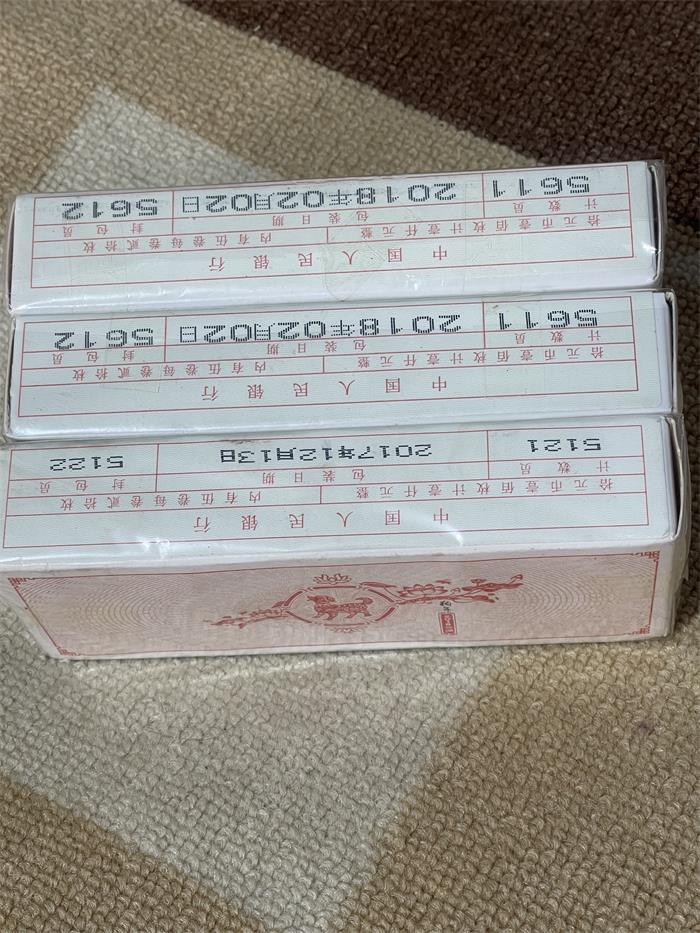 中国人民银行
拾元币壹佰枚计壹仟元整 内有伍卷每卷贰拾枚
计数员 包装日期 封包员
5121 2017年12月13日 5122
中国人民银行
拾元币壹佰枚计壹仟元整 内有伍卷每卷贰拾枚
计数员 包装日期 封包员
5611 2018年02月02日 5612
中国人民银行
拾元币壹佰枚计壹仟元整 内有伍卷每卷贰拾枚
计数员 包装日期 封包员
5611 2018年02月02日 5612